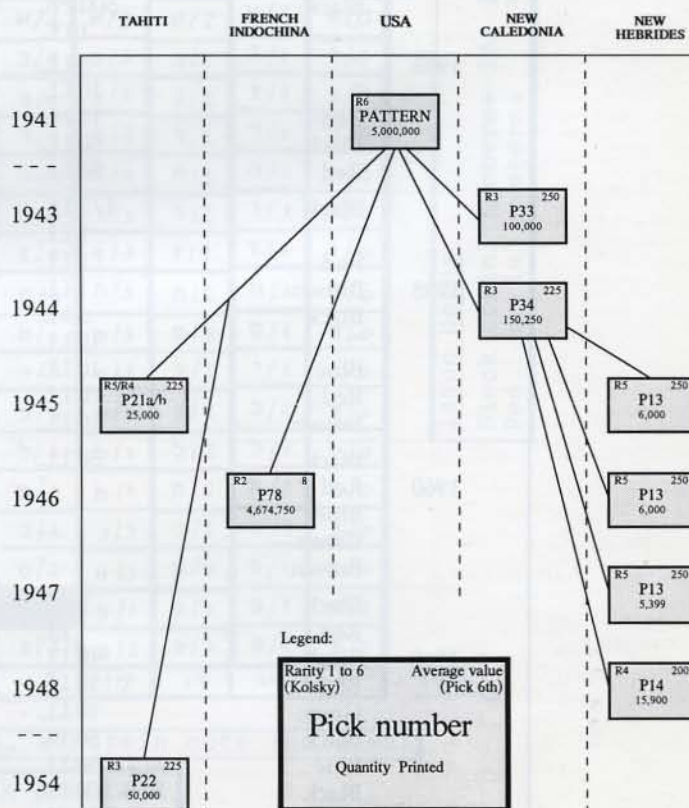 TAHITI
FRENCH
INDOCHINA
USA
NEW
CALEDONIA
NEW
HEBRIDES
1941
R6
PATTERN
5,000,000
1943
R3 250
P33
100,000
1944
R3 225
P34
150,250
1945
R5/R4 225
P21a/b
25,000
R5 250
P13
6,000
1946
R2 8
P78
4,674,750
R5 250
P13
6,000
1947
R5 250
P13
5,399
Legend:
Rarity 1 to 6 Average value
(Kolsky) (Pick 6th)
Pick number
Quantity Printed
1948
R4 200
P14
15,900
1954
R3 225
P22
50,000